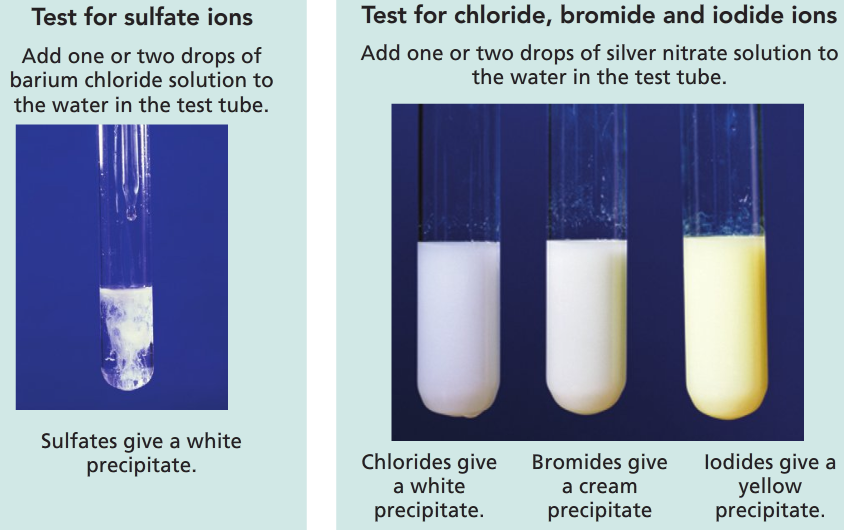 Test for sulfate ions
Add one or two drops of
barium chloride solution to
the water in the test tube.
Sulfates give a white
precipitate.
Test for chloride, bromide and iodide ions
Add one or two drops of silver nitrate solution to
the water in the test tube.
Chlorides give
a white
precipitate.
Bromides give
a cream
precipitate
Iodides give a
yellow
precipitate.